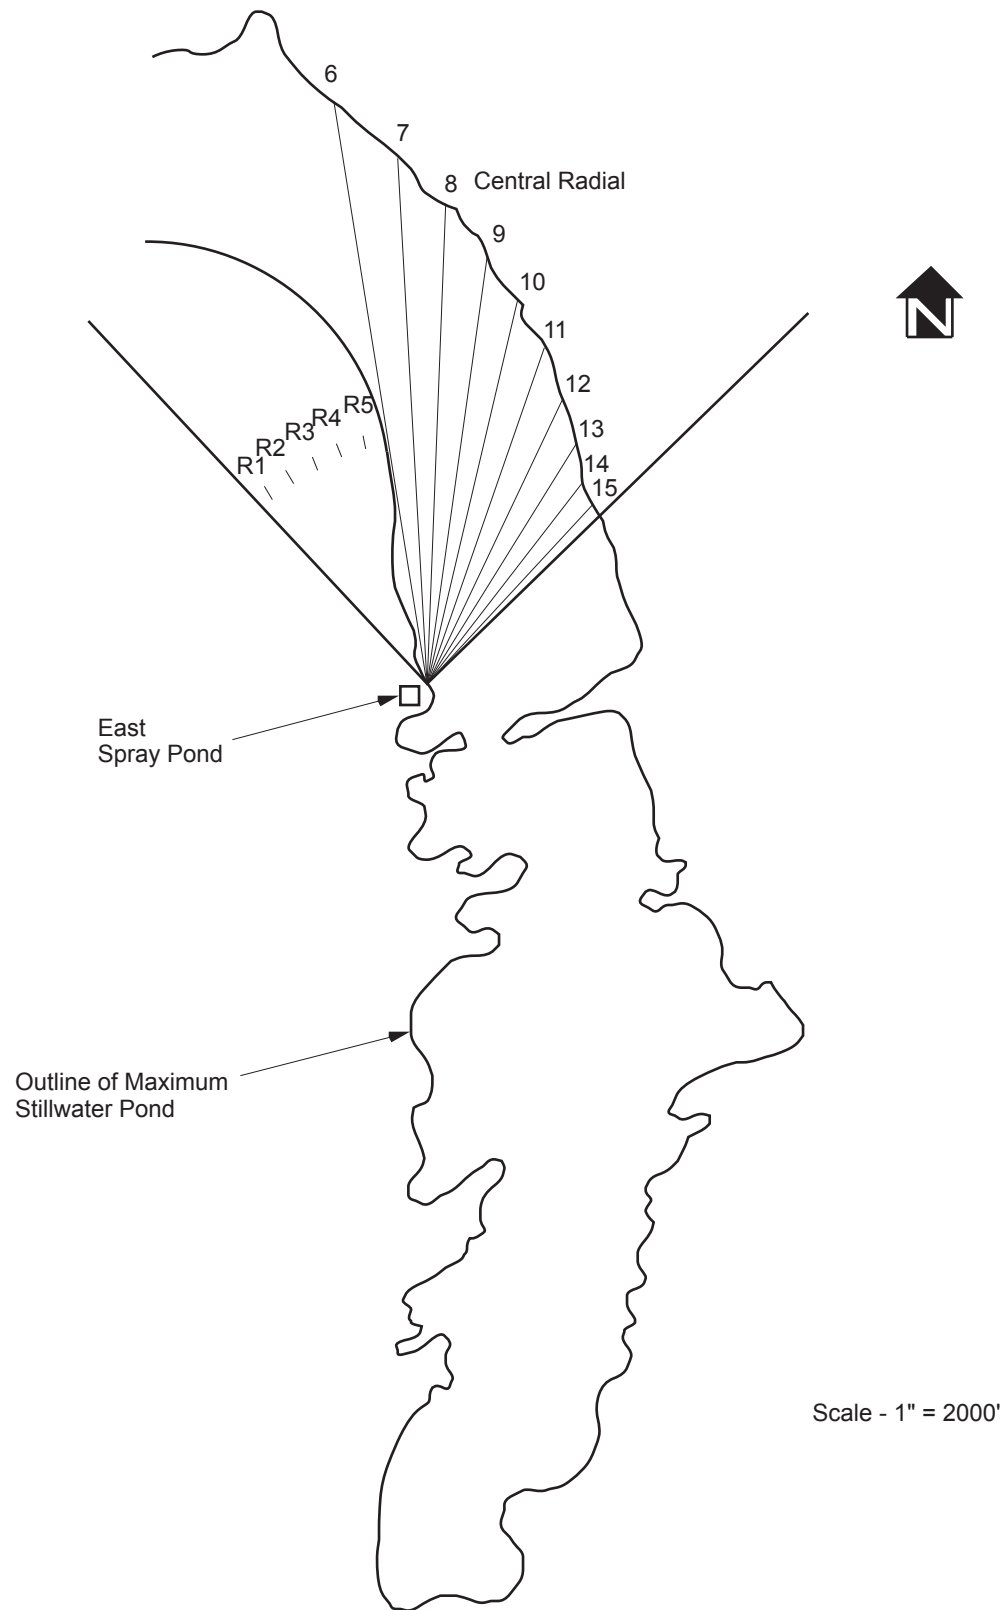 6
7
8 Central Radial
9
10
11
12
13
14
15
R5
R4
R3
R2
R1
N
East
Spray Pond
Outline of Maximum
Stillwater Pond
Scale - 1" = 2000'